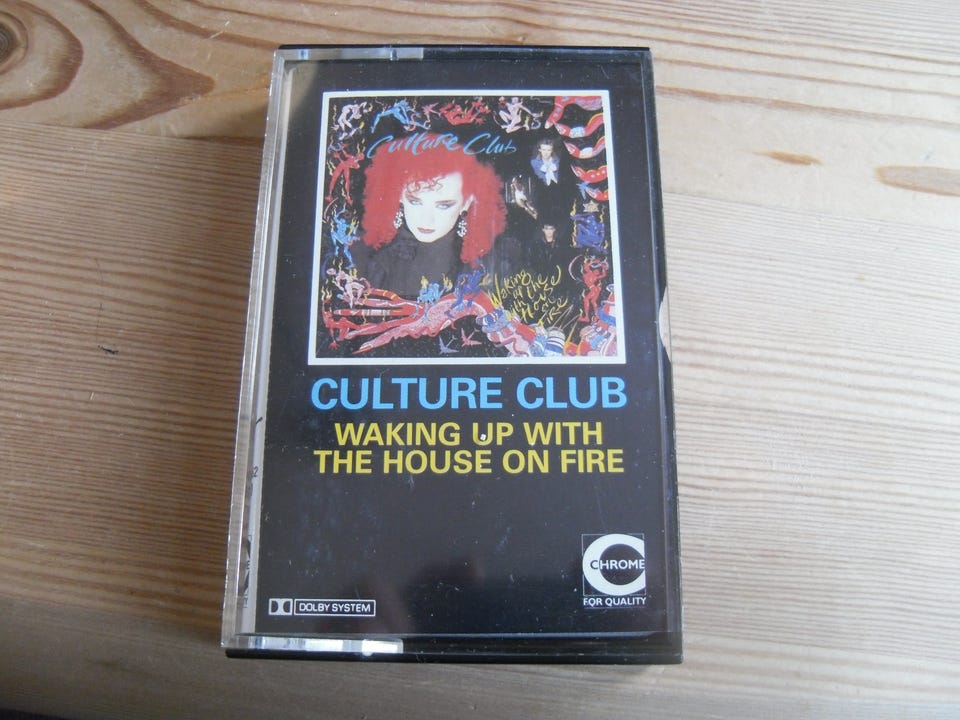 Culture Club
Waking
up the
with House
on Fire
CULTURE CLUB
WAKING UP WITH
THE HOUSE ON FIRE
CHROME
FOR QUALITY
DOLBY SYSTEM